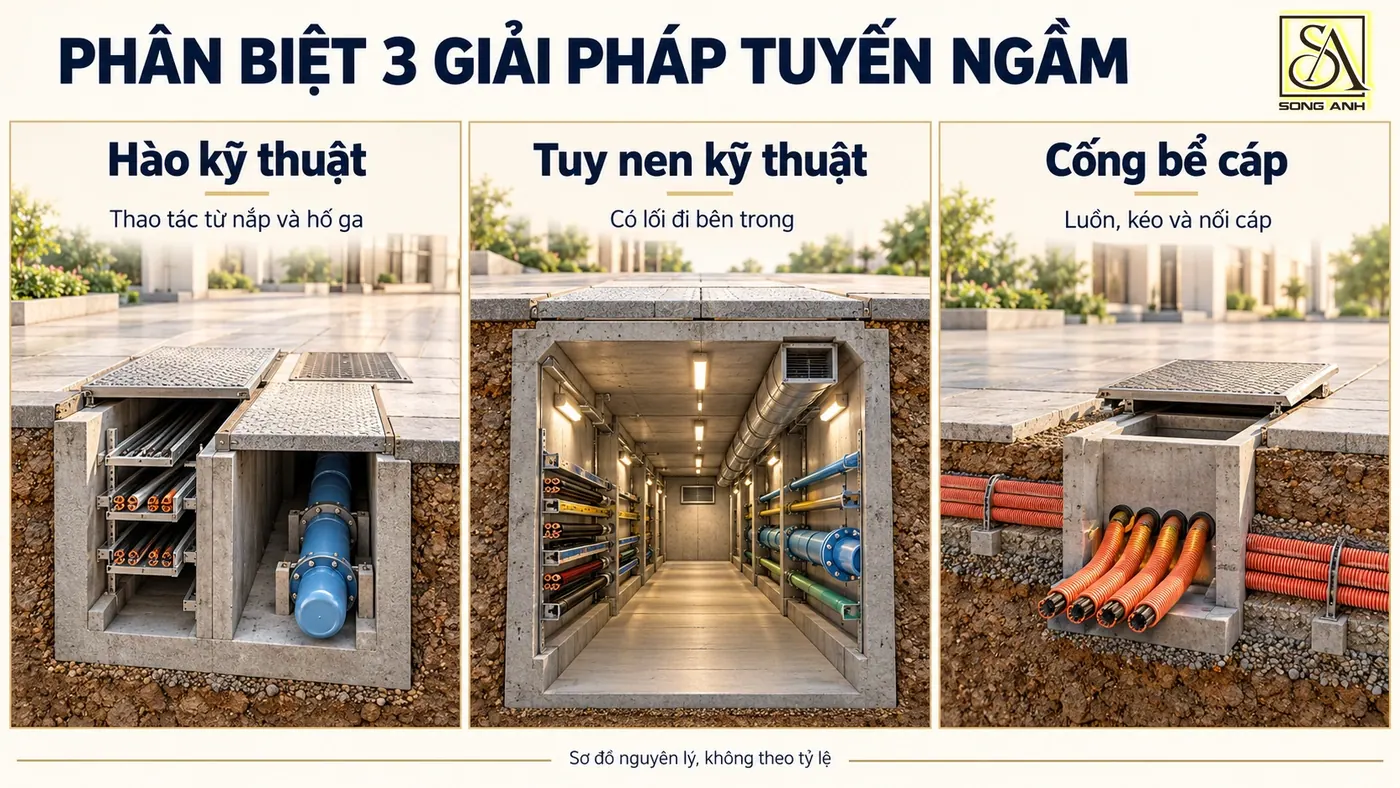 PHÂN BIỆT 3 GIẢI PHÁP TUYẾN NGẦM
SA
SONG ANH
Hào kỹ thuật
Thao tác từ nắp và hố ga
Tuy nen kỹ thuật
Có lối đi bên trong
Cống bể cáp
Luồn, kéo và nối cáp
Sơ đồ nguyên lý, không theo tỷ lệ